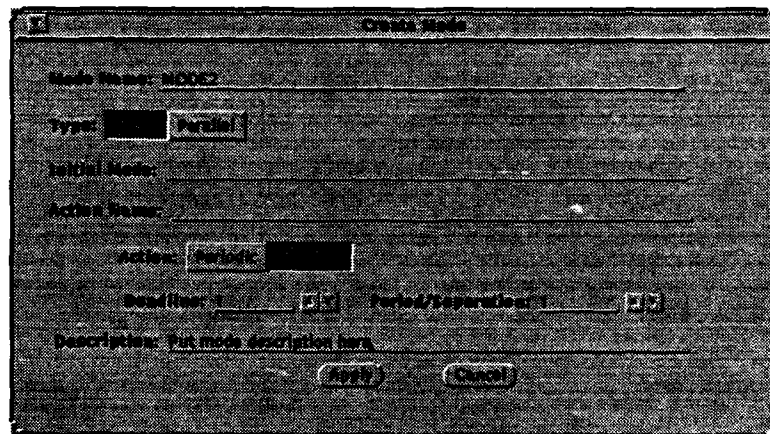 Create Mode
Mode Name: MODE2
Type: Parallel
Initial Mode:
Action Name:
Action: Periodic
Deadline: 1 Period/Separation: 1
Description: Put mode description here
Apply Cancel